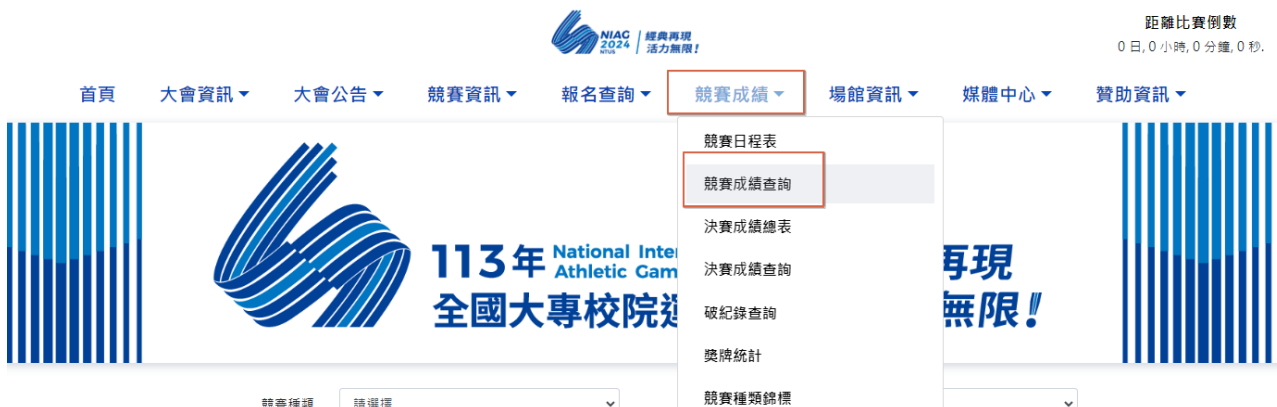 NIAG
2024
NTUS
經典再現
活力無限!
距離比賽倒數
0 日, 0 小時, 0 分鐘, 0 秒.
首頁 大會資訊 大會公告 競賽資訊 報名查詢 競賽成績 場館資訊 媒體中心 贊助資訊
競賽日程表
競賽成績查詢
決賽成績總表
決賽成績查詢
破紀錄查詢
獎牌統計
競賽種類錦標
113年 National Inte
Athletic Gam
再現
全國大專校院
無限!
競賽種類 請選擇